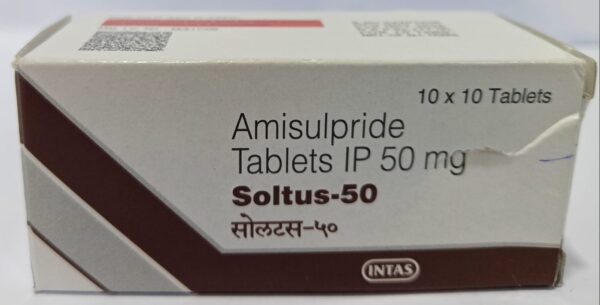 10 x 10 Tablets
Amisulpride
Tablets IP 50 mg
Soltus-50
सोलटस-५०
INTAS